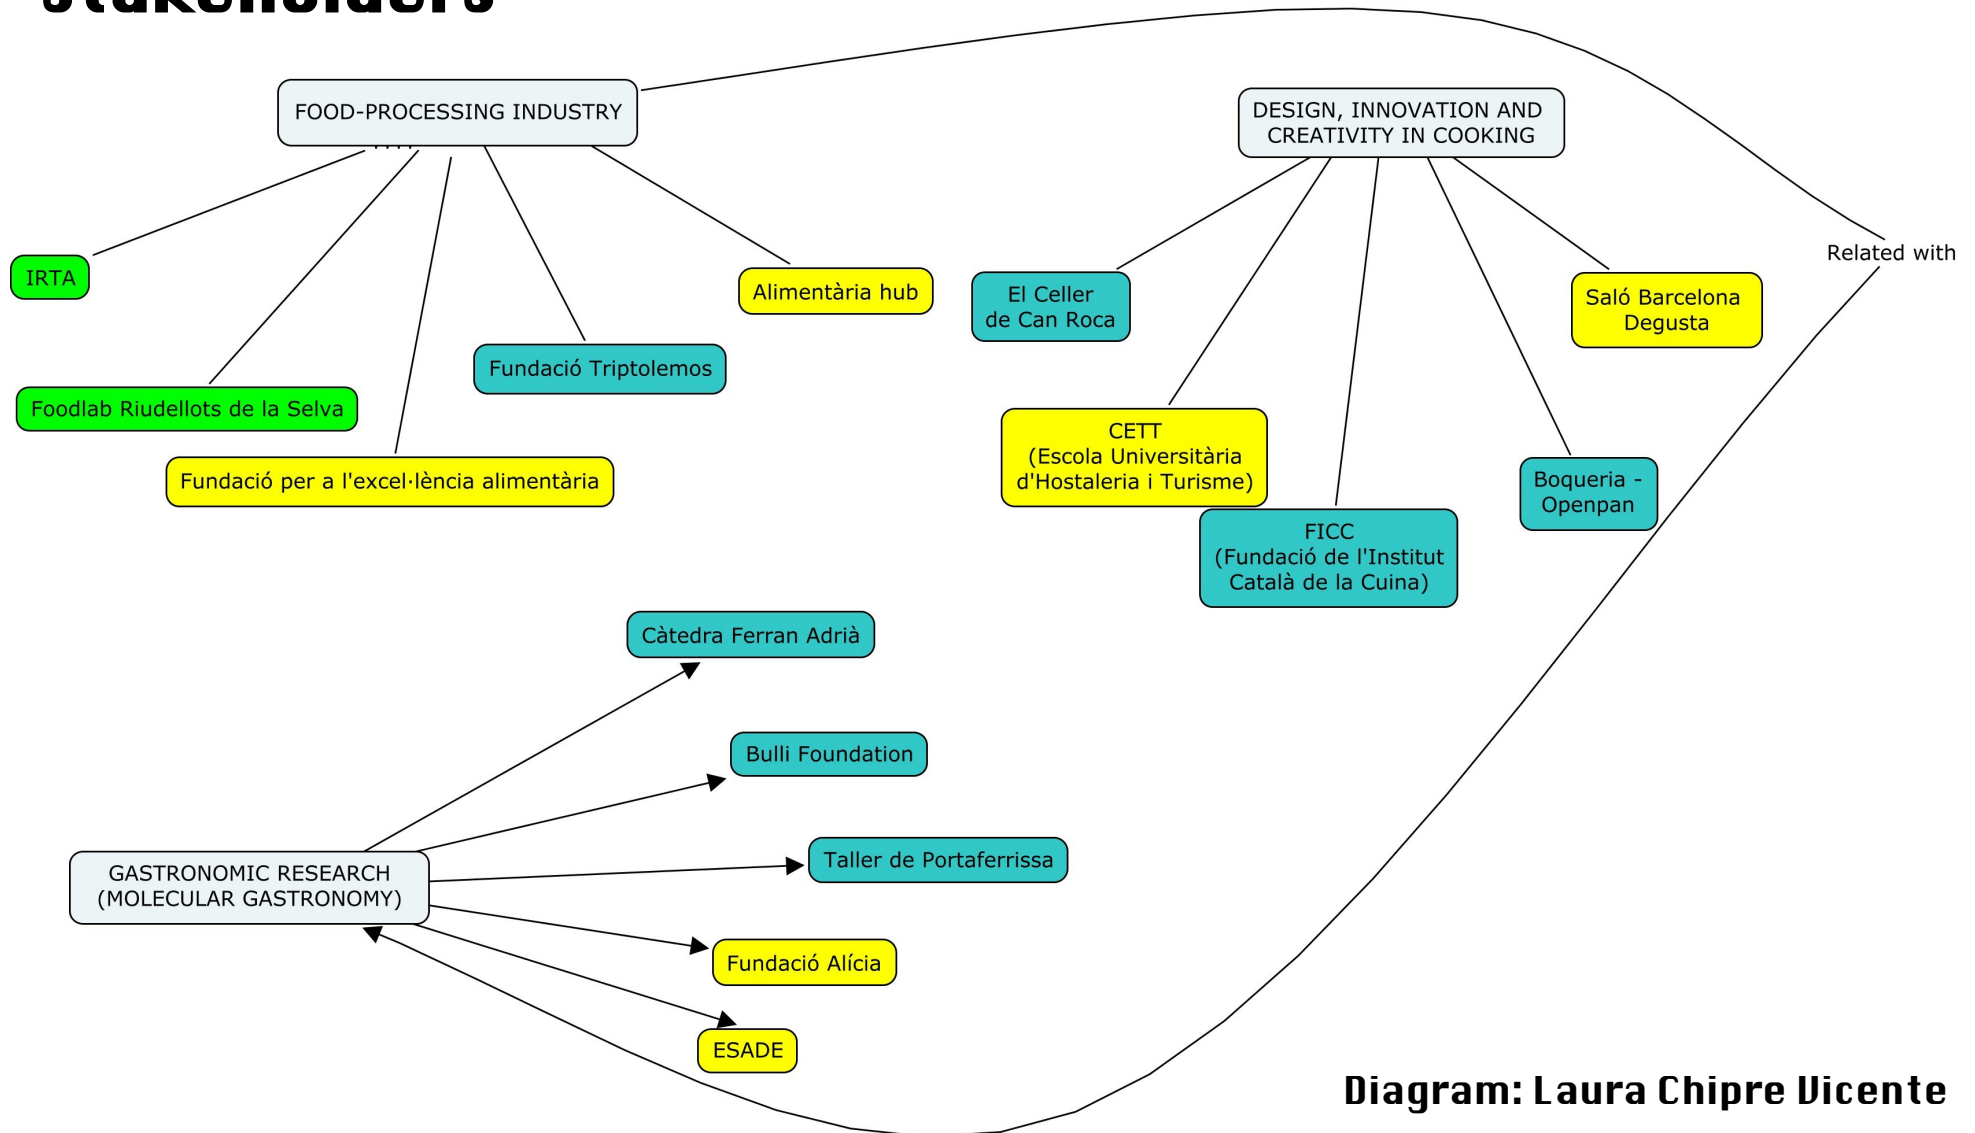 stakeholders
FOOD-PROCESSING INDUSTRY
DESIGN, INNOVATION AND
CREATIVITY IN COOKING
Related with
IRTA
Alimentària hub
El Celler
de Can Roca
Saló Barcelona
Degusta
Fundació Triptolemos
Foodlab Riudellots de la Selva
CETT
(Escola Universitària
d'Hostaleria i Turisme)
Fundació per a l'excel·lència alimentària
Boqueria -
Openpan
FICC
(Fundació de l'Institut
Català de la Cuina)
Càtedra Ferran Adrià
Bulli Foundation
Taller de Portaferrissa
GASTRONOMIC RESEARCH
(MOLECULAR GASTRONOMY)
Fundació Alícia
ESADE
Diagram: Laura Chipre Vicente